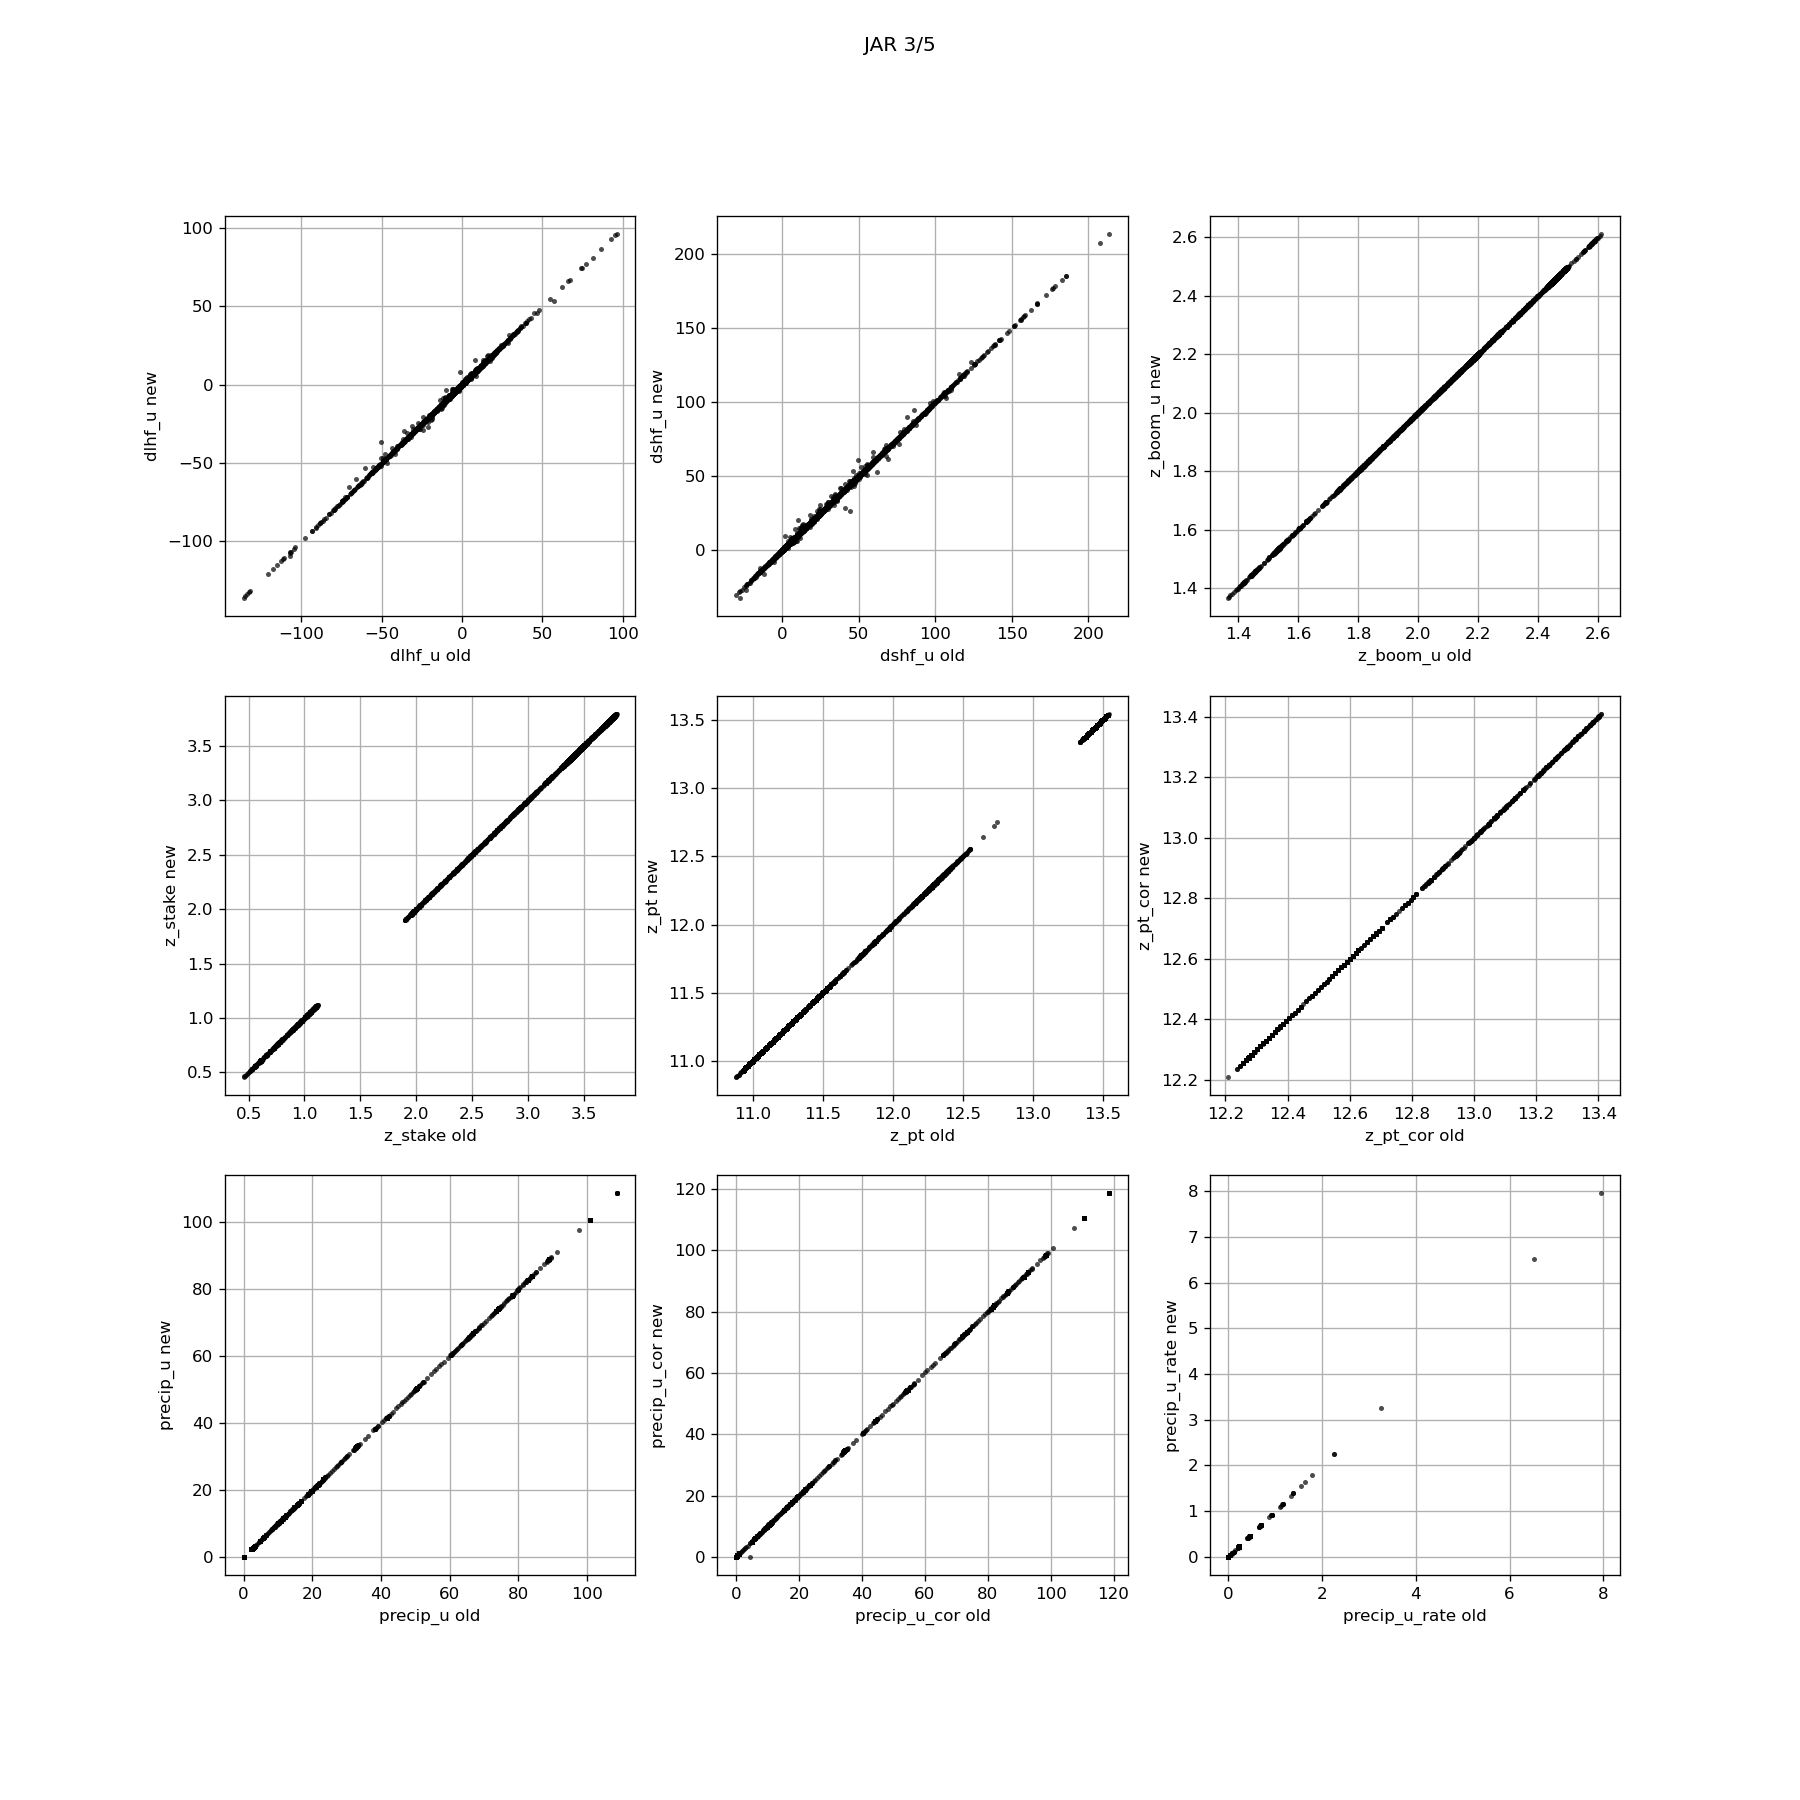 JAR 3/5
100
50
0
−50
−100
dlhf_u new
−100 −50 0 50 100
dlhf_u old
200
150
100
50
0
dshf_u new
0 50 100 150 200
dshf_u old
2.6
2.4
2.2
2.0
1.8
1.6
1.4
z_boom_u new
1.4 1.6 1.8 2.0 2.2 2.4 2.6
z_boom_u old
3.5
3.0
2.5
2.0
1.5
1.0
0.5
z_stake new
0.5 1.0 1.5 2.0 2.5 3.0 3.5
z_stake old
13.5
13.0
12.5
12.0
11.5
11.0
z_pt new
11.0 11.5 12.0 12.5 13.0 13.5
z_pt old
13.4
13.2
13.0
12.8
12.6
12.4
12.2
z_pt_cor new
12.2 12.4 12.6 12.8 13.0 13.2 13.4
z_pt_cor old
100
80
60
40
20
0
precip_u new
0 20 40 60 80 100
precip_u old
120
100
80
60
40
20
0
precip_u_cor new
0 20 40 60 80 100 120
precip_u_cor old
8
7
6
5
4
3
2
1
0
precip_u_rate new
0 2 4 6 8
precip_u_rate old